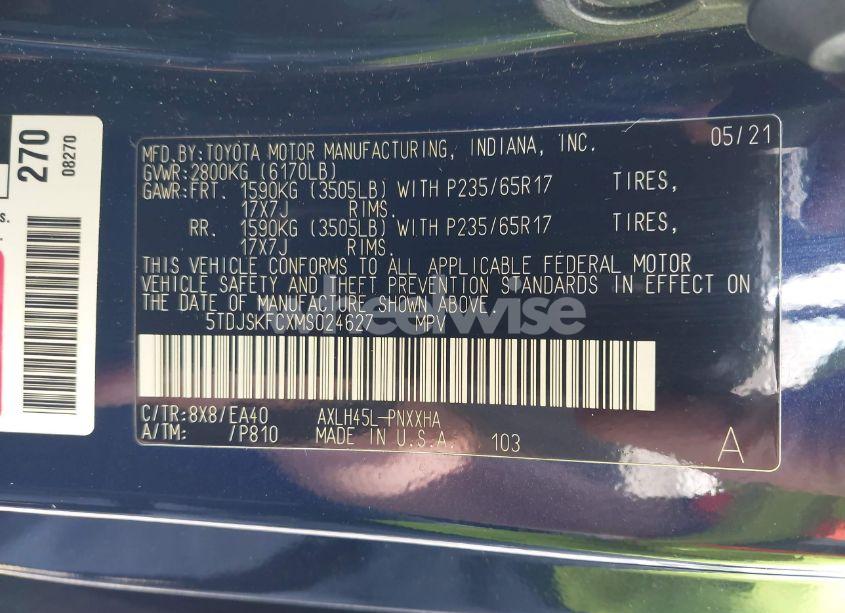 270
08270
s.
MFD.BY:TOYOTA MOTOR MANUFACTURING, INDIANA, INC. 05/21
GVWR:2800KG (6170LB)
GAWR:FRT. 1590KG (3505LB) WITH P235/65R17 TIRES,
17X7J RIMS.
RR. 1590KG (3505LB) WITH P235/65R17 TIRES,
17X7J RIMS.
THIS VEHICLE CONFORMS TO ALL APPLICABLE FEDERAL MOTOR
VEHICLE SAFETY AND THEFT PREVENTION STANDARDS IN EFFECT ON
THE DATE OF MANUFACTURE SHOWN ABOVE.
5TDJSKFCXMS024627 MPV
wheelwise
C/TR:8X8/EA40 AXLH45L-PNXXHA
A/TM: /P810 MADE IN U.S.A. 103
A